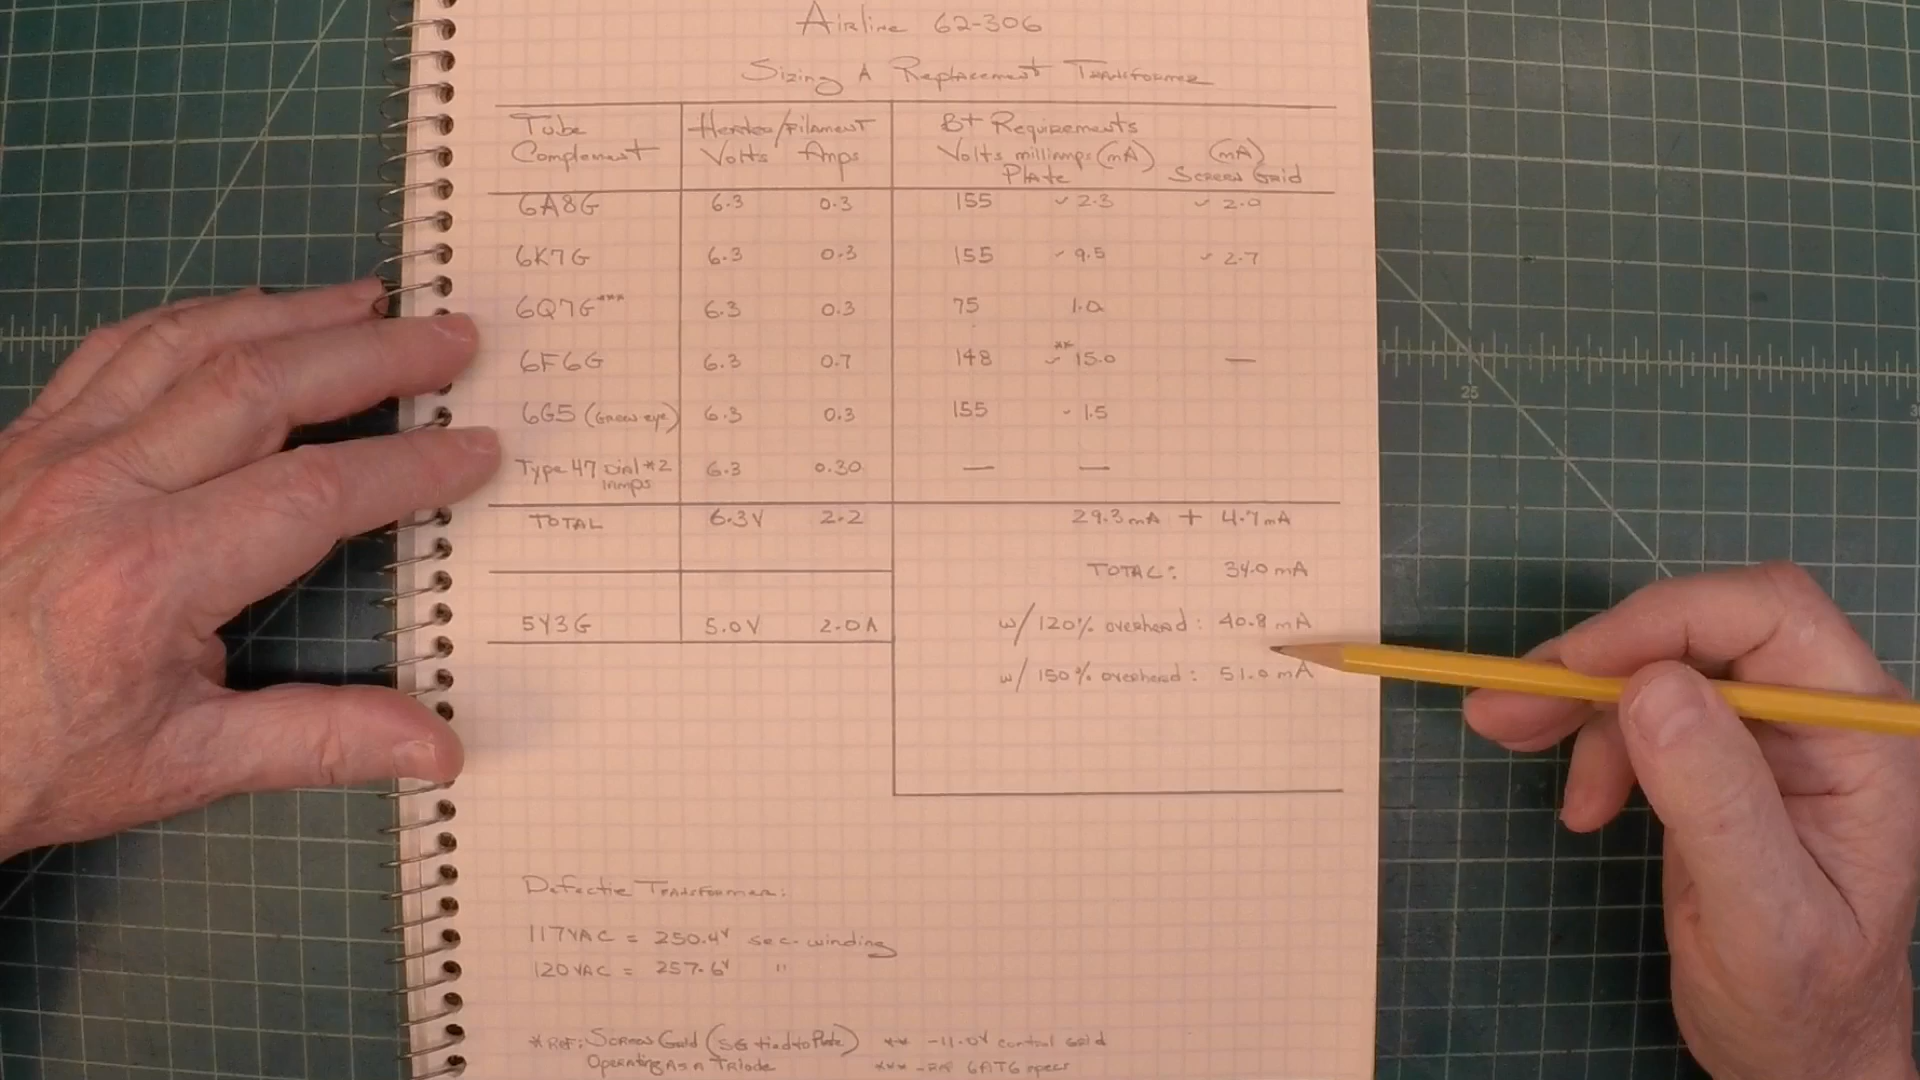 Airline 62-306
Sizing A Replacement Transformer
Tube Complement
Heater/Filament
Volts Amps
B+ Requirements
Volts milliamps (mA) Plate
(mA) Screen Grid
6A8G 6.3 0.3 155 ✓ 2.3 ✓ 2.0
6K7G 6.3 0.3 155 ✓ 9.5 ✓ 2.7
6Q7G*** 6.3 0.3 75 1.0
6F6G 6.3 0.7 148 ✓ ** 15.0 —
6G5 (Green eye) 6.3 0.3 155 ✓ 1.5
Type 47 Dial #2 6.3 0.30 — —
lamps
TOTAL 6.3V 2.2 29.3mA + 4.7mA
TOTAL: 34.0 mA
5Y3G 5.0V 2.0A w/ 120% overhead: 40.8 mA
w/ 150% overhead: 51.0 mA
Defectie Transformer:
117VAC = 250.4V sec. winding
120VAC = 257.6V "
*Ref: Screen Grid (SG tied to Plate) ** -11.0V control grid
Operating As A Triode *** 6AT6 specs
25
3